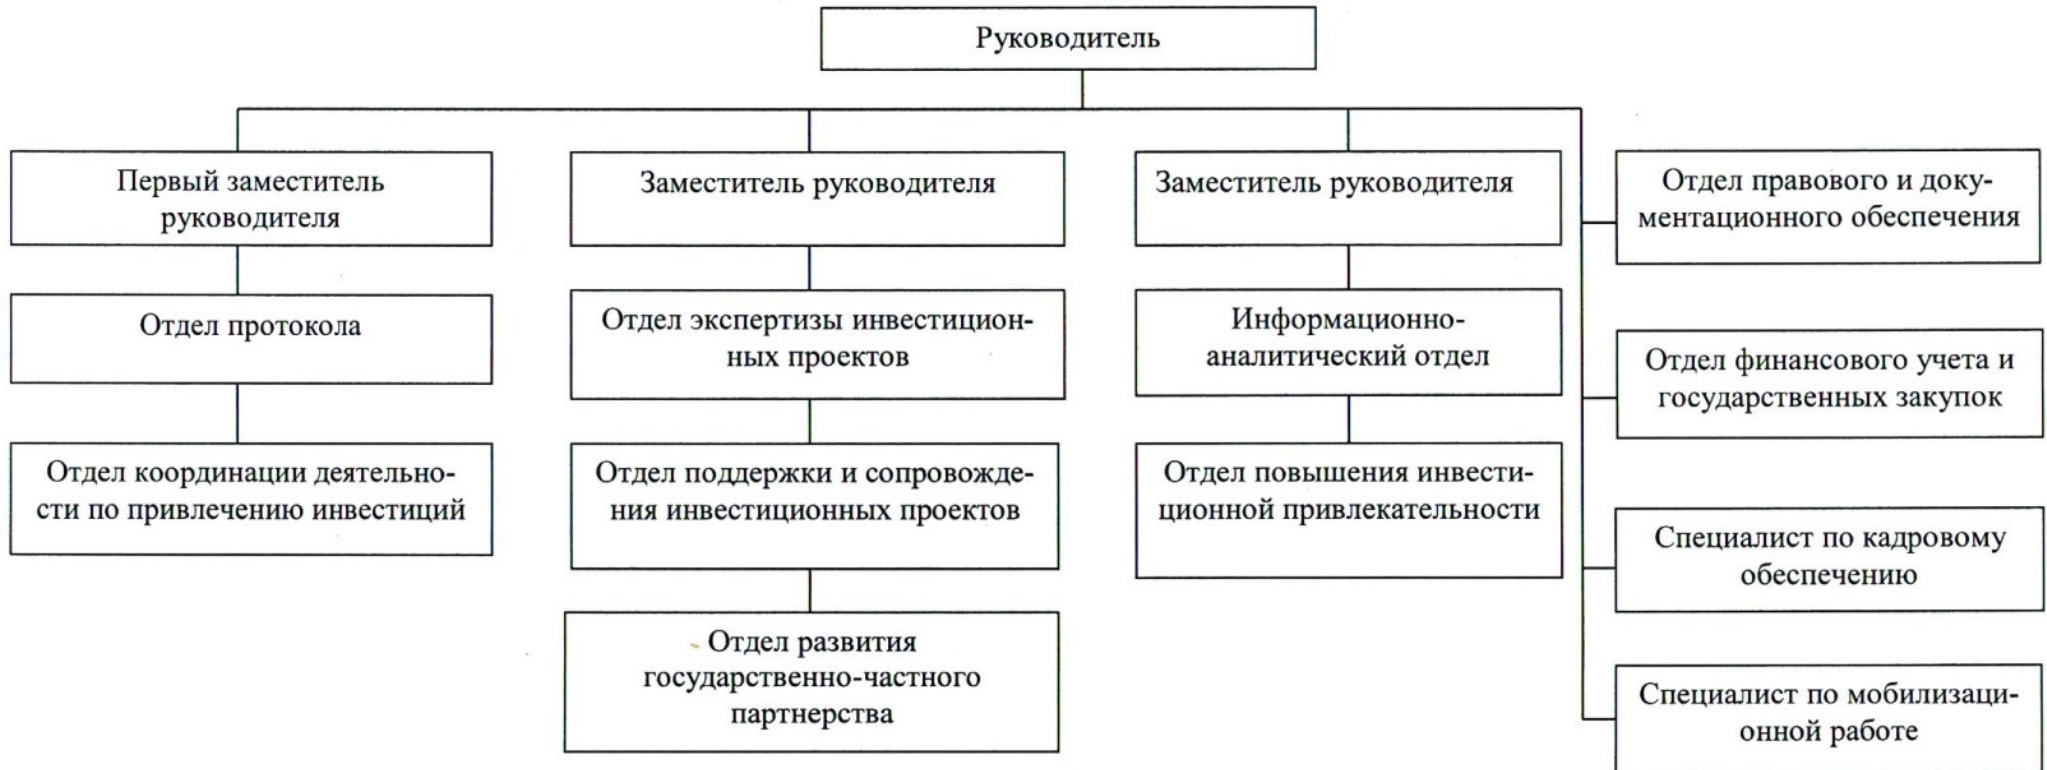 Руководитель
Первый заместитель
руководителя
Заместитель руководителя
Заместитель руководителя
Отдел правового и доку-
ментационного обеспечения
Отдел протокола
Отдел экспертизы инвестицион-
ных проектов
Информационно-
аналитический отдел
Отдел финансового учета и
государственных закупок
Отдел координации деятельно-
сти по привлечению инвестиций
Отдел поддержки и сопровожде-
ния инвестиционных проектов
Отдел повышения инвести-
ционной привлекательности
Специалист по кадровому
обеспечению
Отдел развития
государственно-частного
партнерства
Специалист по мобилизаци-
онной работе